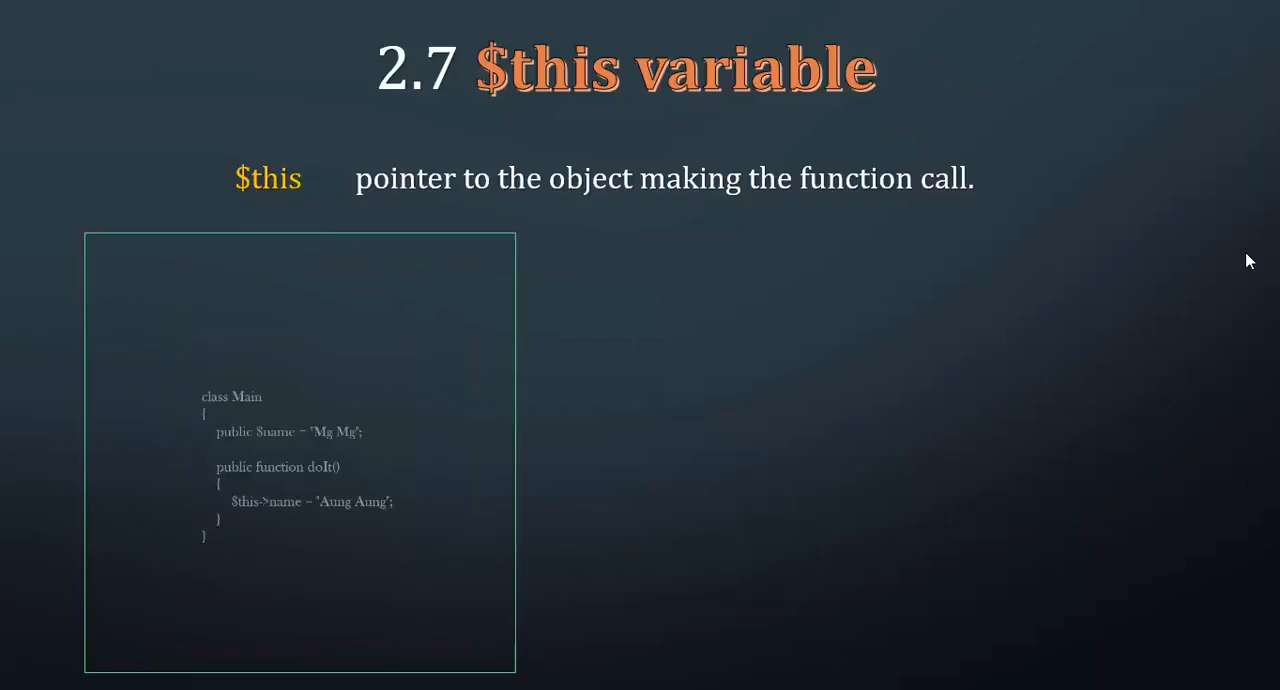 2.7 $this variable
$this pointer to the object making the function call.
class Main
{
public $name = "Mg Mg";
public function doIt()
{
$this->name = "Aung Aung";
}
}